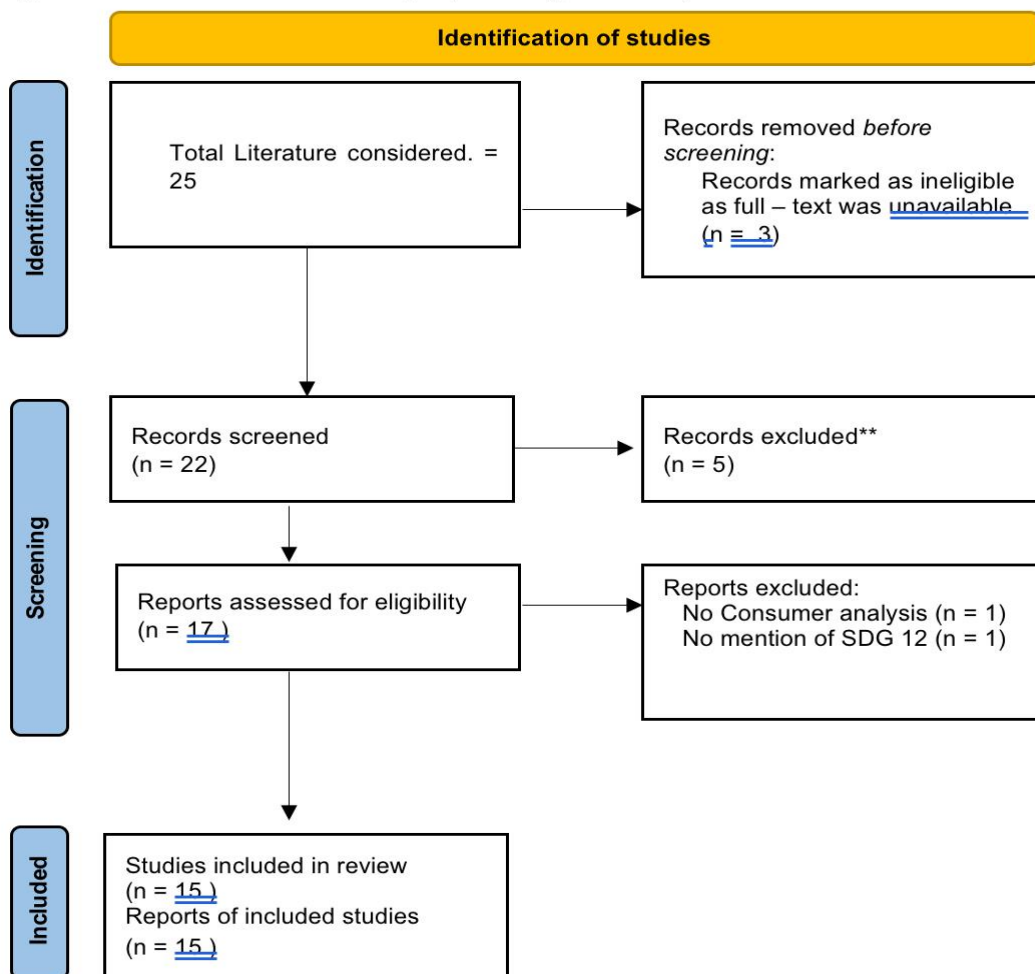 Identification of studies
Identification
Total Literature considered. =
25
Records removed before
screening:
Records marked as ineligible
as full – text was unavailable
(n = 3)
Screening
Records screened
(n = 22)
Records excluded**
(n = 5)
Reports assessed for eligibility
(n = 17 )
Reports excluded:
No Consumer analysis (n = 1)
No mention of SDG 12 (n = 1)
Included
Studies included in review
(n = 15 )
Reports of included studies
(n = 15 )